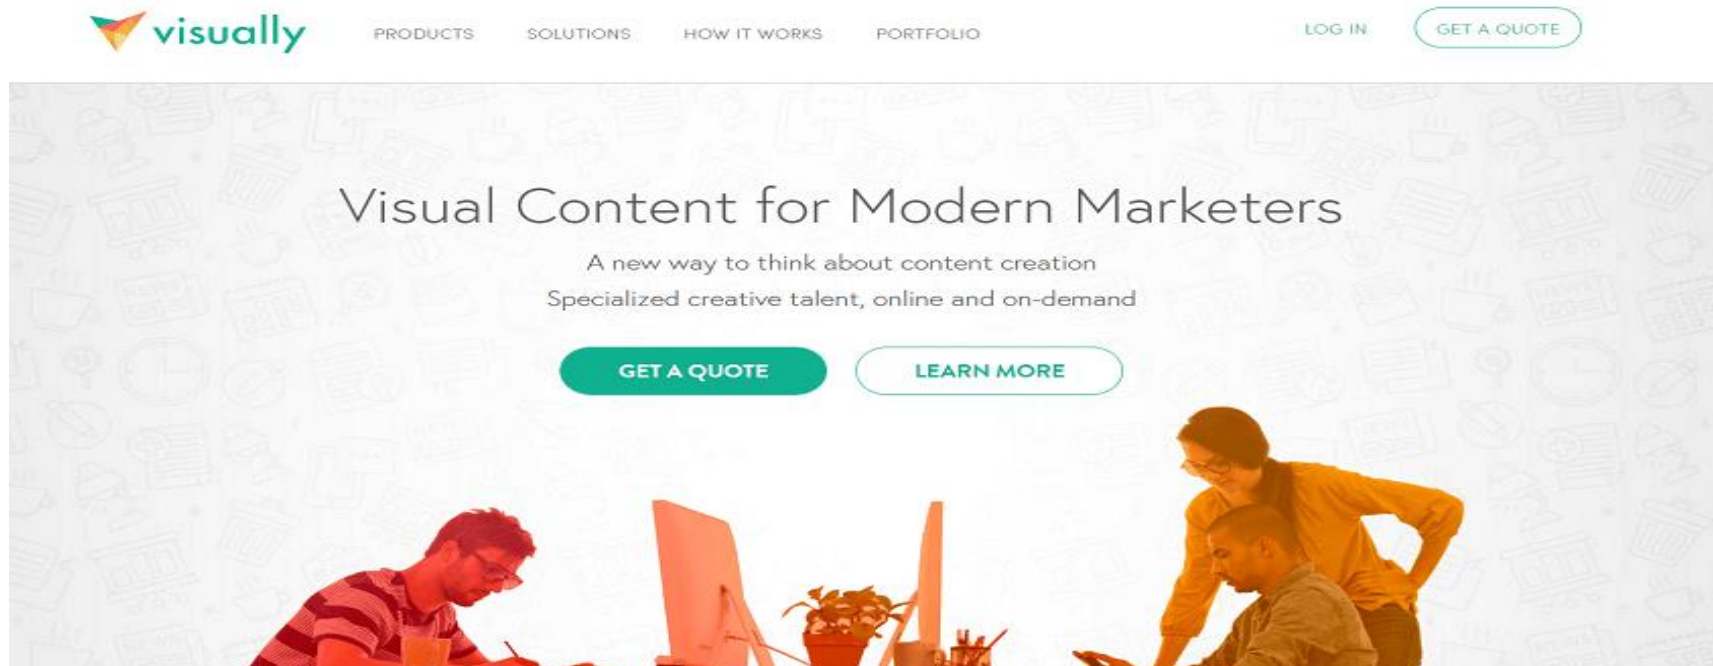 visually
PRODUCTS SOLUTIONS HOW IT WORKS PORTFOLIO LOG IN GET A QUOTE
Visual Content for Modern Marketers
A new way to think about content creation
Specialized creative talent, online and on-demand
GET A QUOTE LEARN MORE